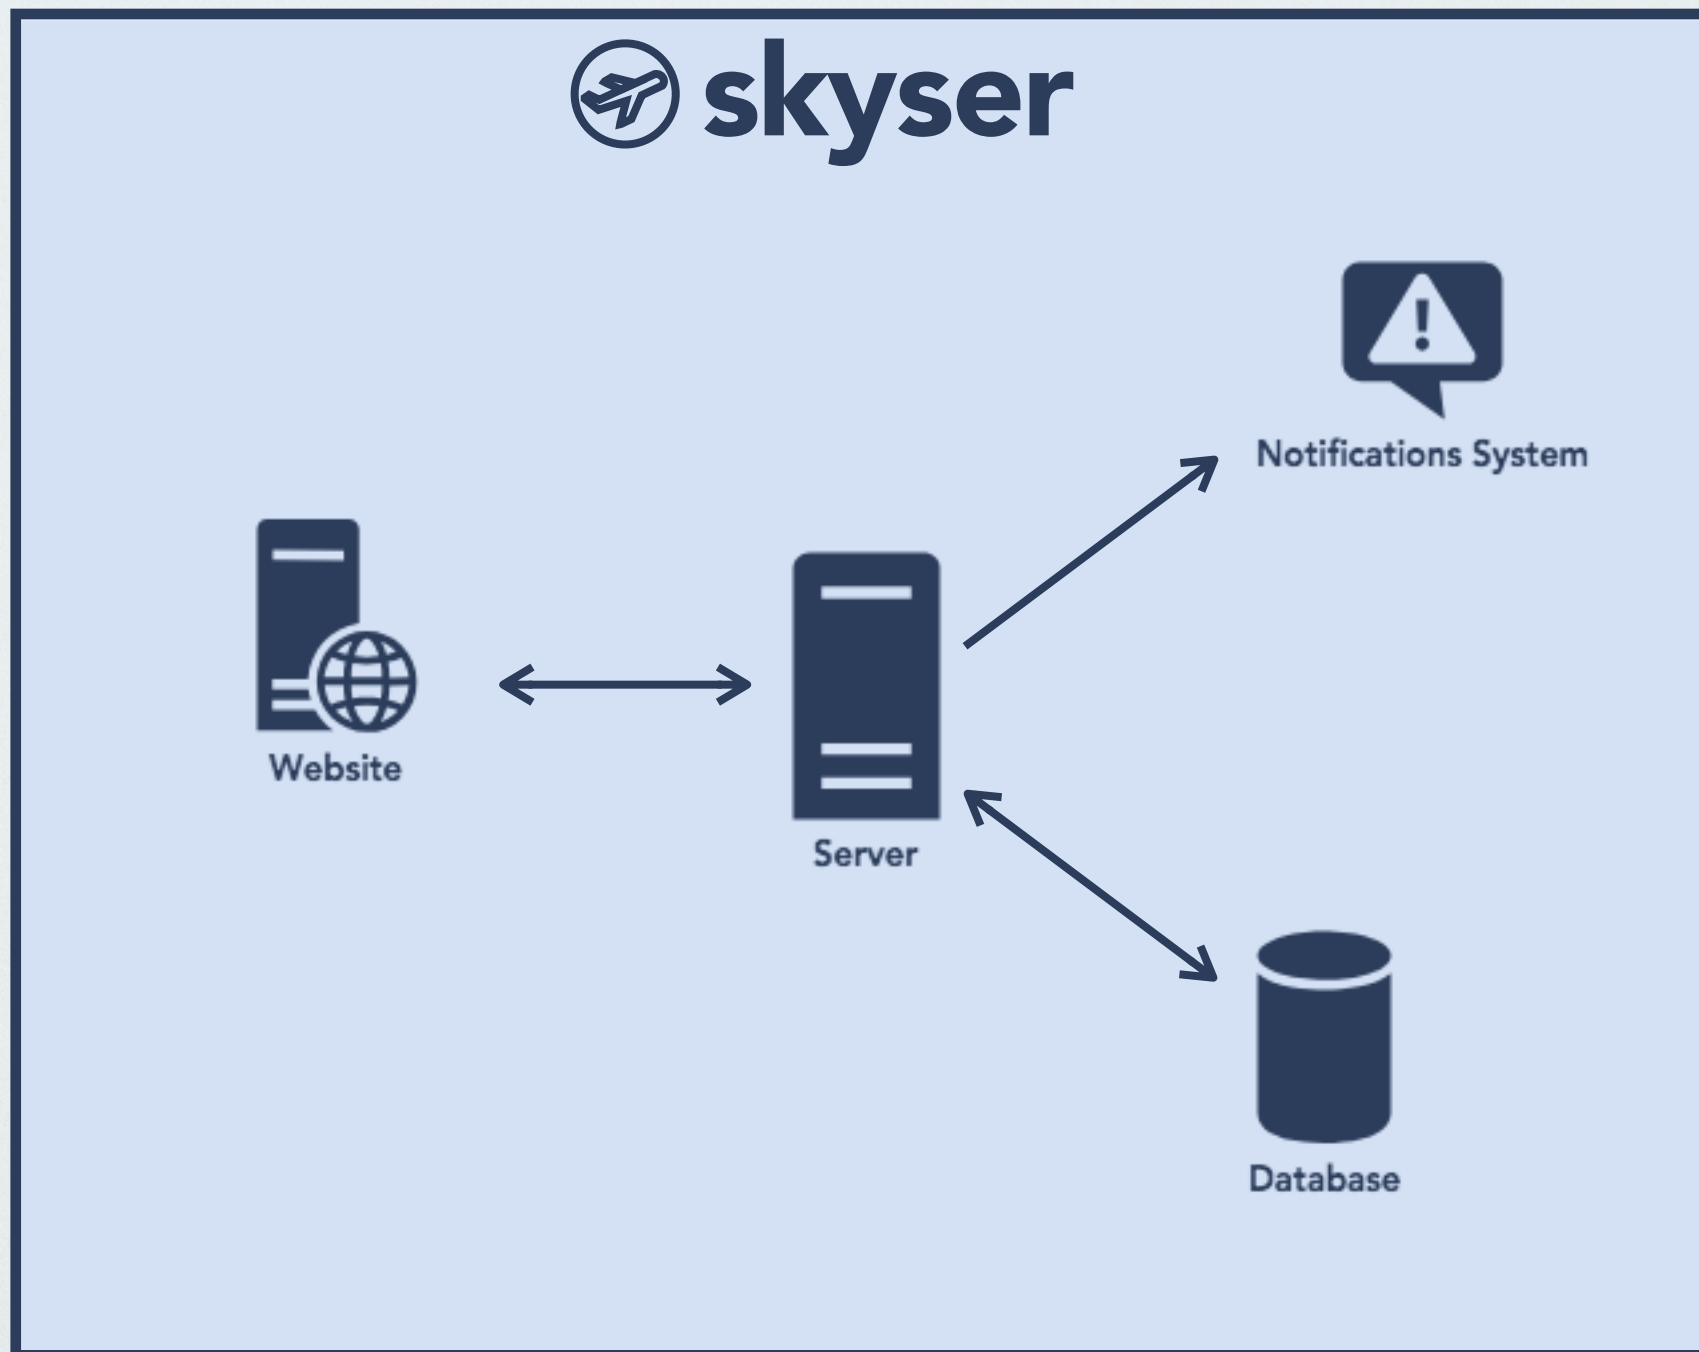 skyser
Notifications System
Website
Server
Database